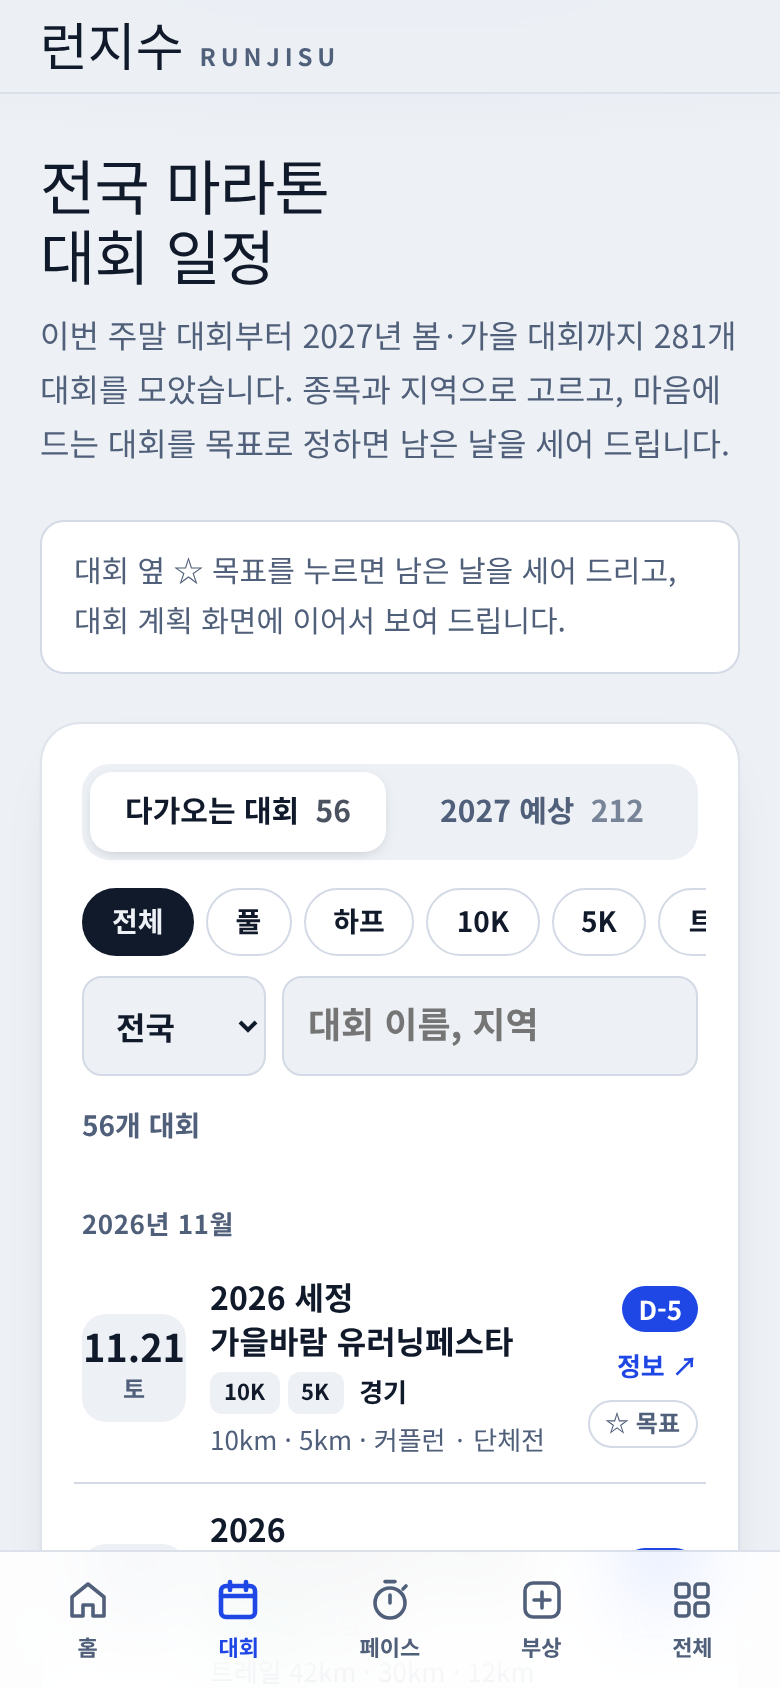 런지수 RUNJISU
전국 마라톤
대회 일정
이번 주말 대회부터 2027년 봄·가을 대회까지 281개
대회를 모았습니다. 종목과 지역으로 고르고, 마음에
드는 대회를 목표로 정하면 남은 날을 세어 드립니다.
대회 옆 ☆ 목표를 누르면 남은 날을 세어 드리고,
대회 계획 화면에 이어서 보여 드립니다.
다가오는 대회 56 2027 예상 212
전체 풀 하프 10K 5K 트
전국 대회 이름, 지역
56개 대회
2026년 11월
11.21
토
2026 세정
가을바람 유러닝페스타
10K 5K 경기
10km · 5km · 커플런 · 단체전
D-5
정보 ↗
☆ 목표
2026
트레일 42km · 30km · 12km
홈 대회 페이스 부상 전체